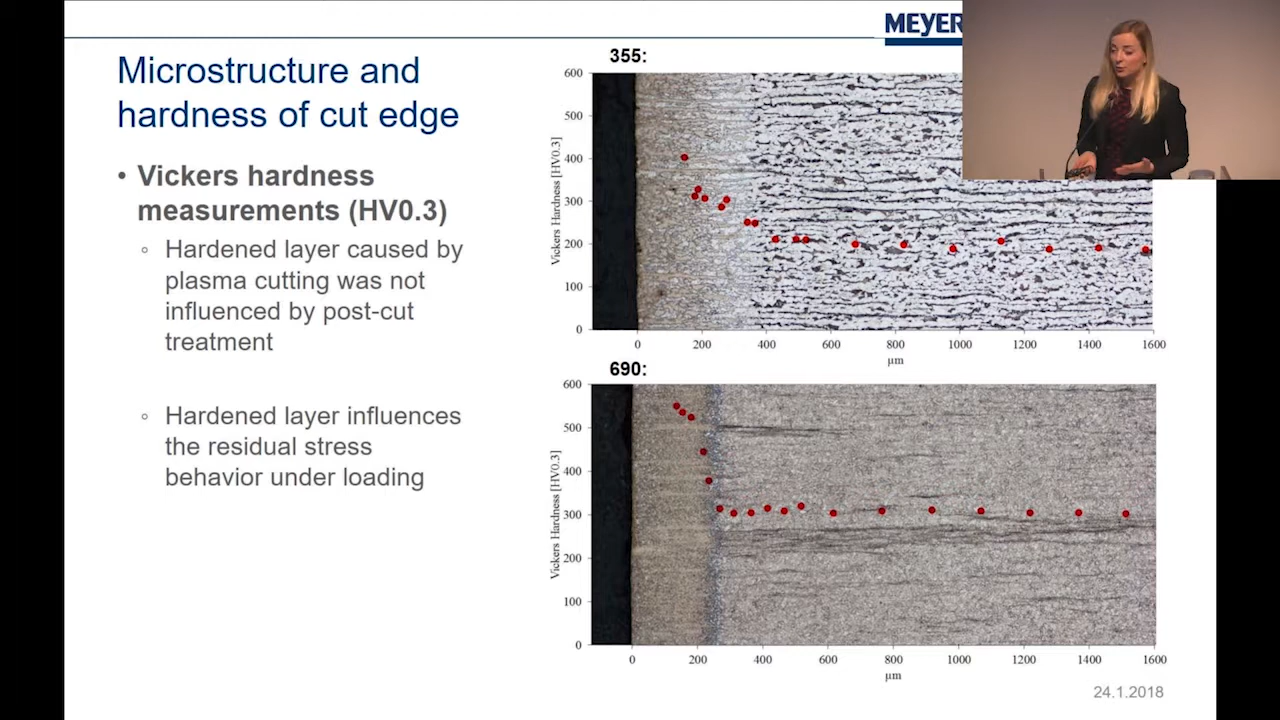 MEYER
Microstructure and
hardness of cut edge
• Vickers hardness
measurements (HV0.3)
◦ Hardened layer caused by
plasma cutting was not
influenced by post-cut
treatment
◦ Hardened layer influences
the residual stress
behavior under loading
355:
600
500
400
300
200
100
0
Vickers Hardness [HV0.3]
0 200 400 600 800 1000 1200 1400 1600
µm
690:
600
500
400
300
200
100
0
Vickers Hardness [HV0.3]
0 200 400 600 800 1000 1200 1400 1600
µm
24.1.2018